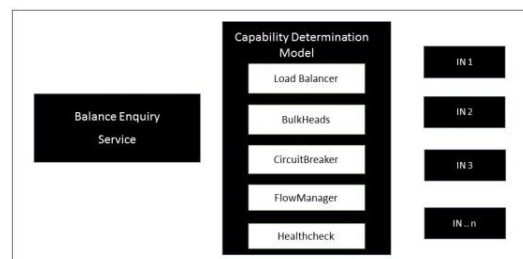 Capability Determination
Model
Load Balancer
BulkHeads
CircuitBreaker
FlowManager
Healthcheck
Balance Enquiry
Service
IN 1
IN 2
IN 3
IN .. n